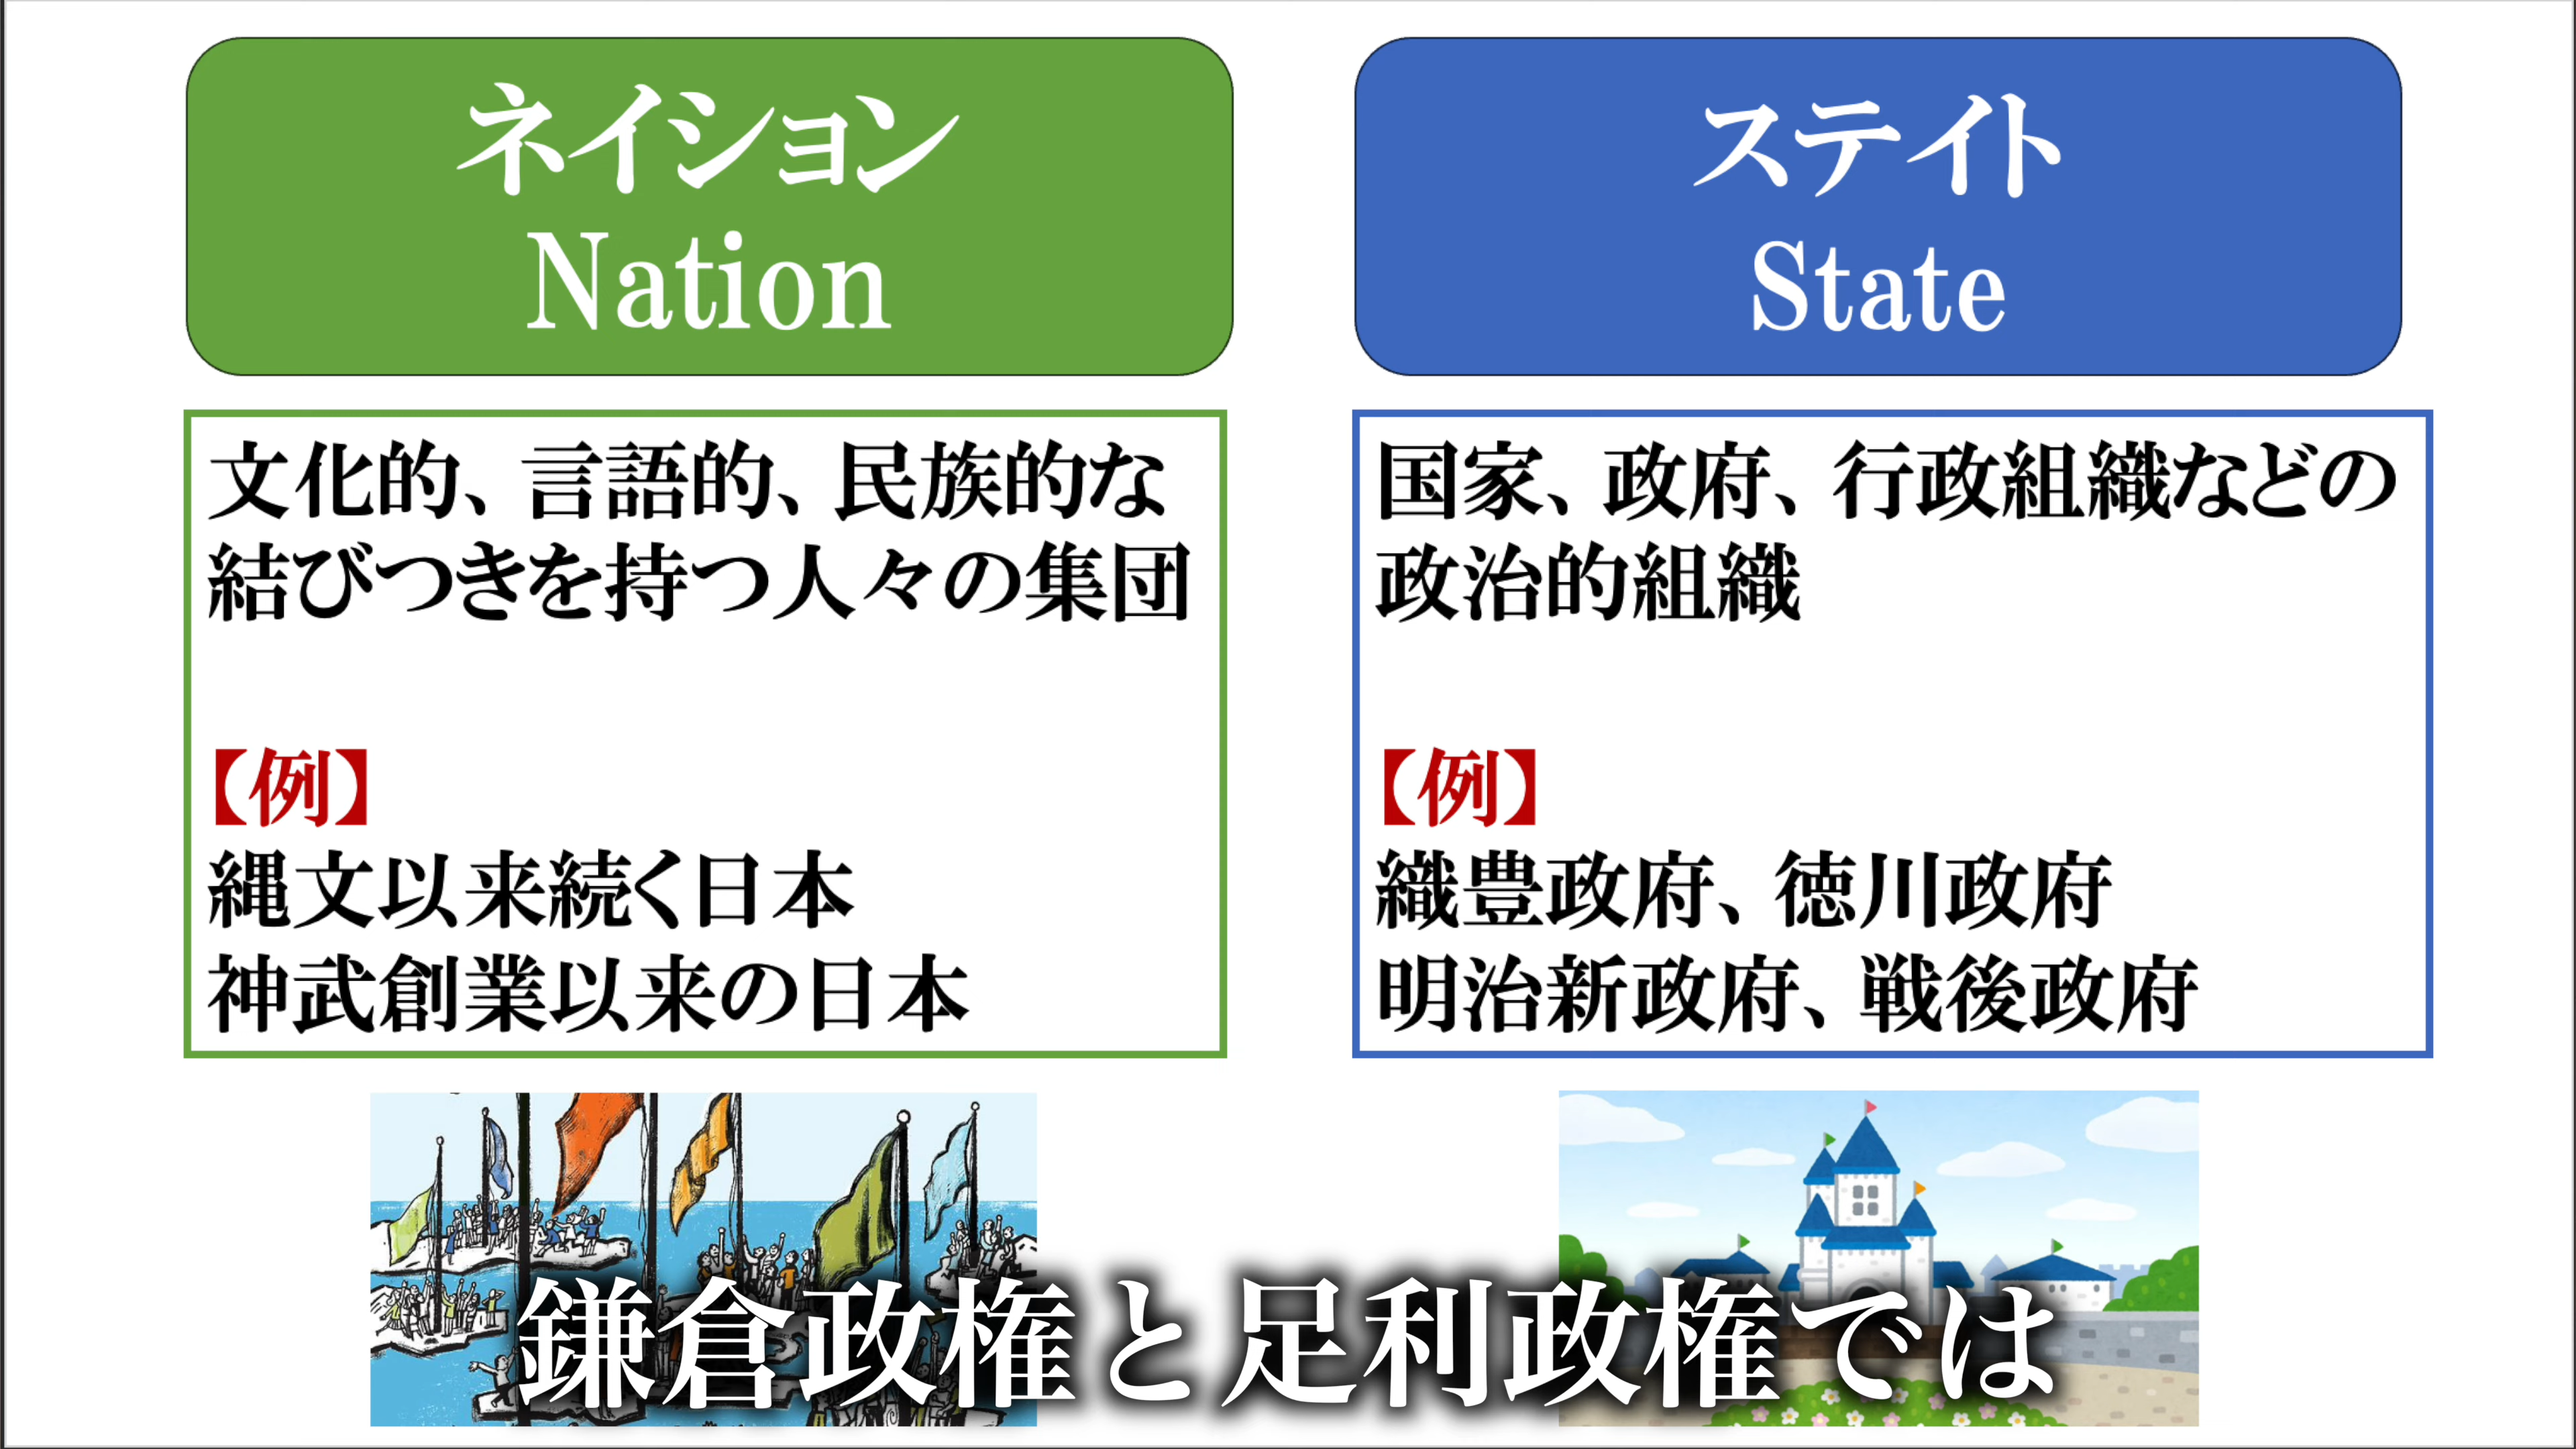 ネイション
Nation
文化的、言語的、民族的な
結びつきを持つ人々の集団
【例】
縄文以来続く日本
神武創業以来の日本
ステイト
State
国家、政府、行政組織などの
政治的組織
【例】
織豊政府、徳川政府
明治新政府、戦後政府
鎌倉政権と足利政権では